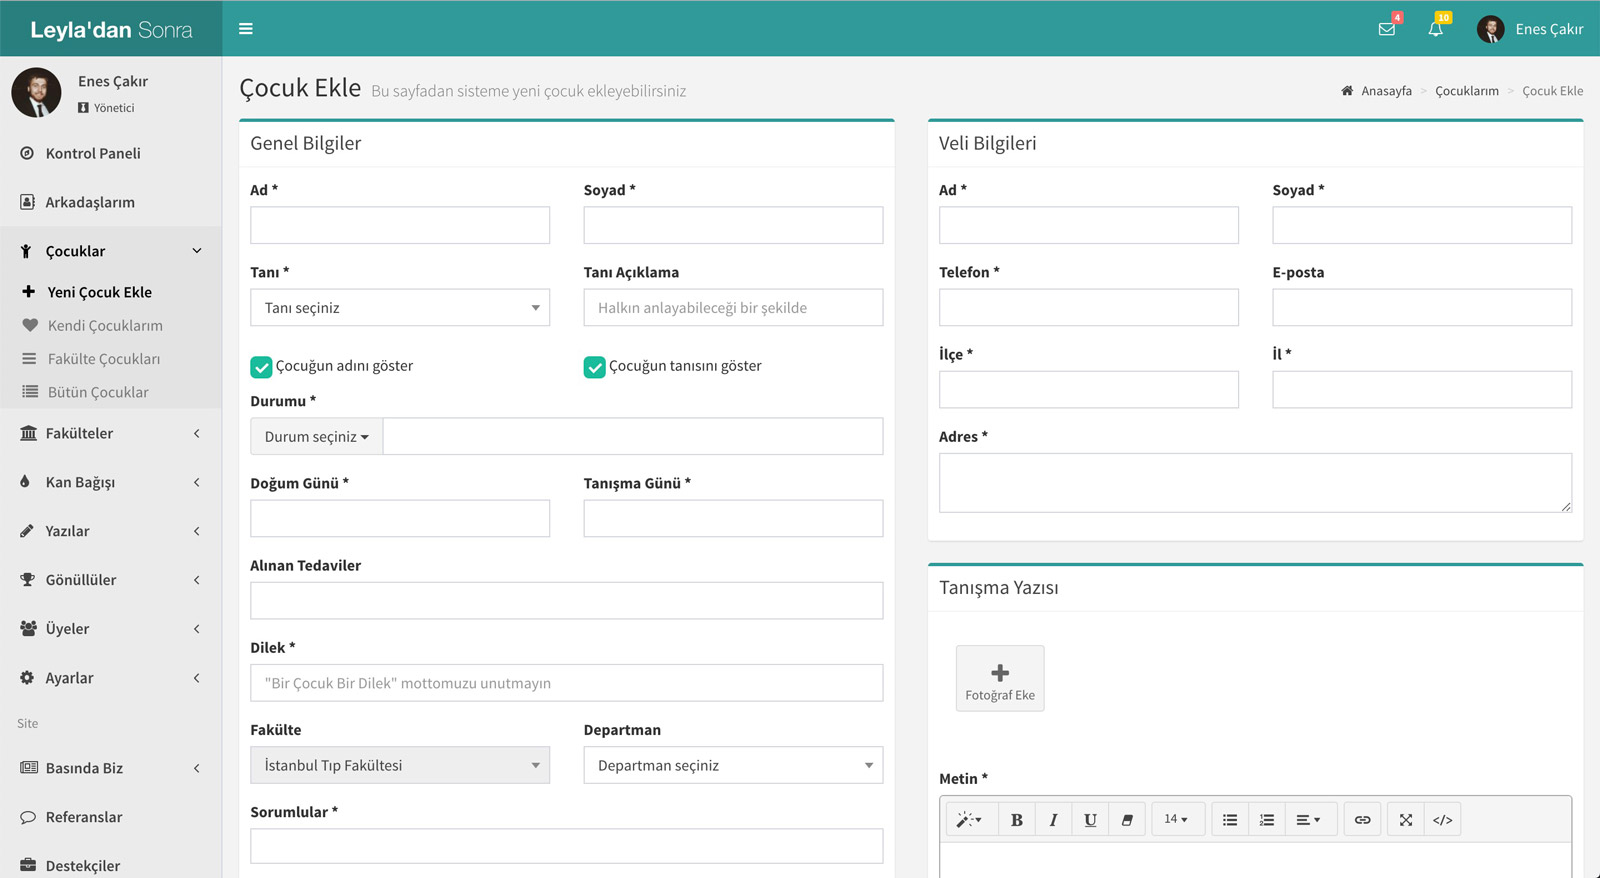 Leyla'dan Sonra
4
10
Enes Çakır
Enes Çakır
Yönetici
Kontrol Paneli
Arkadaşlarım
Çocuklar
Yeni Çocuk Ekle
Kendi Çocuklarım
Fakülte Çocukları
Bütün Çocuklar
Fakülteler
Kan Bağışı
Yazılar
Gönüllüler
Üyeler
Ayarlar
Site
Basında Biz
Referanslar
Destekçiler
Çocuk Ekle Bu sayfadan sisteme yeni çocuk ekleyebilirsiniz
Anasayfa > Çocuklarım > Çocuk Ekle
Genel Bilgiler
Ad * Soyad *
Tanı * Tanı Açıklama
Tanı seçiniz Halkın anlayabileceği bir şekilde
Çocuğun adını göster Çocuğun tanısını göster
Durumu *
Durum seçiniz
Doğum Günü * Tanışma Günü *
Alınan Tedaviler
Dilek *
"Bir Çocuk Bir Dilek" mottomuzu unutmayın
Fakülte Departman
İstanbul Tıp Fakültesi Departman seçiniz
Sorumlular *
Veli Bilgileri
Ad * Soyad *
Telefon * E-posta
İlçe * İl *
Adres *
Tanışma Yazısı
Fotoğraf Eke
Metin *
B I U 14 </>